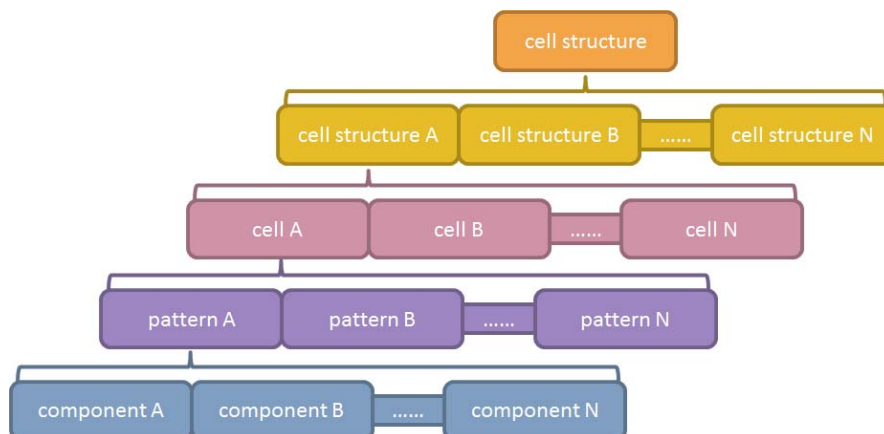 cell structure
cell structure A cell structure B ...... cell structure N
cell A cell B ...... cell N
pattern A pattern B ...... pattern N
component A component B ...... component N